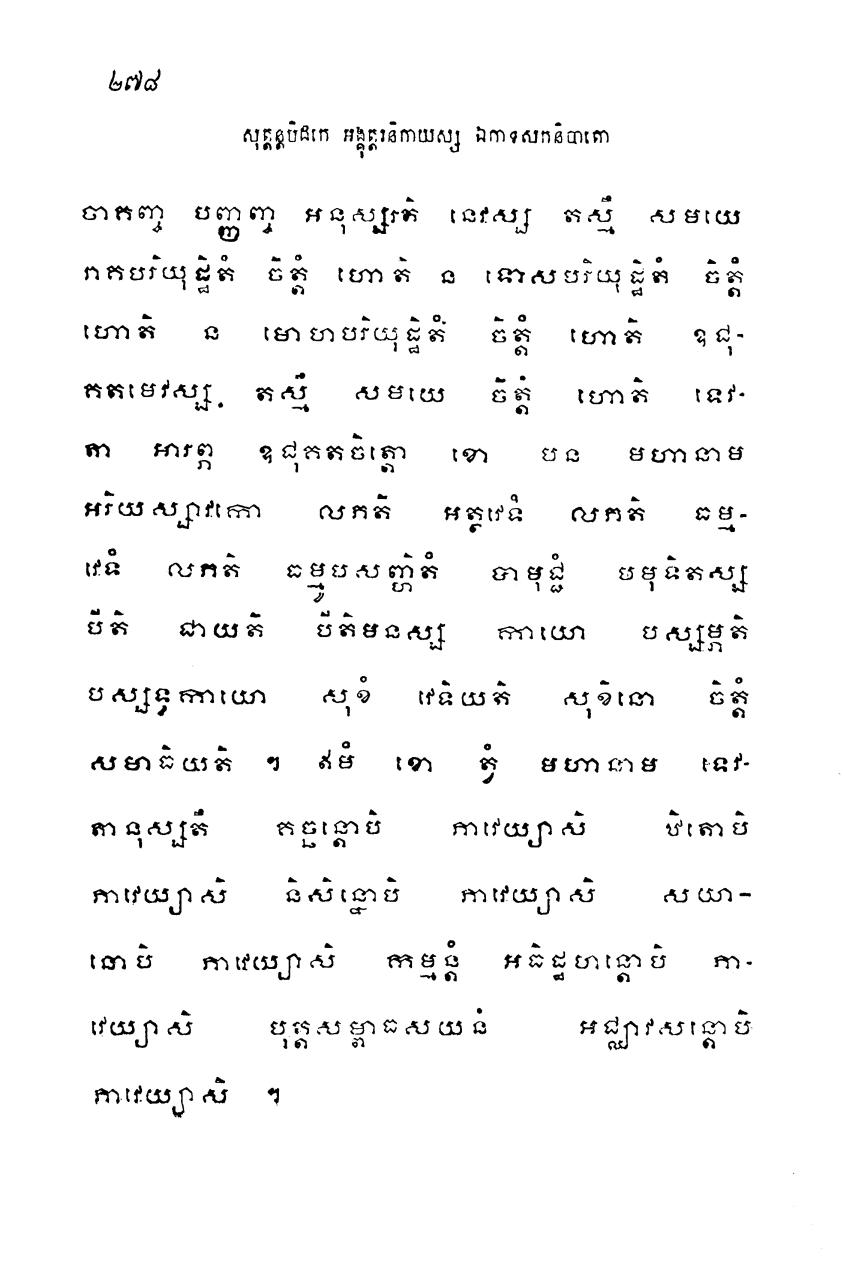 ២៧៨
សុត្តន្តបិដកេ អង្គុត្តរនិកាយស្ស ឯកាទសកនិបាតោ
ចាគញ្ច បញ្ញញ្ច អនុស្សរតិ នេវស្ស តស្មឹ សមយេ
រាគបរិយុដ្ឋិតំ ចិត្តំ ហោតិ ន ទោសបរិយុដ្ឋិតំ ចិត្តំ
ហោតិ ន មោហបរិយុដ្ឋិតំ ចិត្តំ ហោតិ ឧជុ-
គតមេវស្ស តស្មឹ សមយេ ចិត្តំ ហោតិ ទេវ-
តា អារព្ភ ឧជុគតចិត្តោ ខោ បន មហានាម
អរិយស្សាវកោ លភតិ អត្ថវេទំ លភតិ ធម្ម-
វេទំ លភតិ ធម្មូបសញ្ហិតំ បាមុជ្ជំ បមុទិតស្ស
បីតិ ជាយតិ បីតិមនស្ស កាយោ បស្សម្ភតិ
បស្សទ្ធកាយោ សុខំ វេទិយតិ សុខិនោ ចិត្តំ
សមាធិយតិ ។ ឥមំ ខោ ត្វំ មហានាម ទេវ-
តានុស្សតឹ គច្ឆន្តោបិ ភាវេយ្យាសិ ឋិតោបិ
ភាវេយ្យាសិ និសិន្នោបិ ភាវេយ្យាសិ សយា-
នោបិ ភាវេយ្យាសិ កម្មន្តំ អធិដ្ឋហន្តោបិ ភា-
វេយ្យាសិ បុត្តសម្ពាធសយនំ អជ្ឈាវសន្តោបិ
ភាវេយ្យាសិ ។